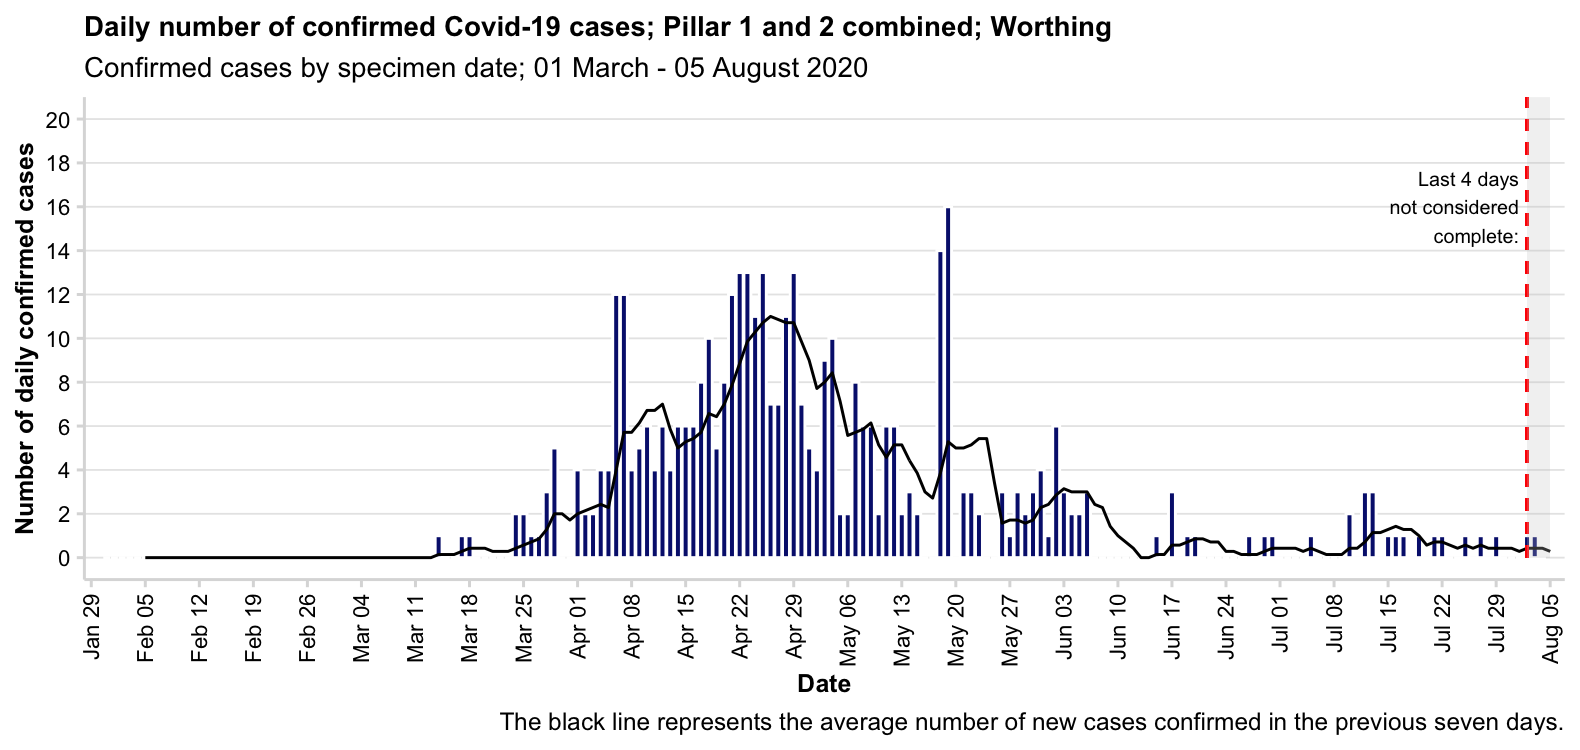 Daily number of confirmed Covid-19 cases; Pillar 1 and 2 combined; Worthing
Confirmed cases by specimen date; 01 March - 05 August 2020
Number of daily confirmed cases
20
18
16
14
12
10
8
6
4
2
0
Last 4 days
not considered
complete:
Jan 29
Feb 05
Feb 12
Feb 19
Feb 26
Mar 04
Mar 11
Mar 18
Mar 25
Apr 01
Apr 08
Apr 15
Apr 22
Apr 29
May 06
May 13
May 20
May 27
Jun 03
Jun 10
Jun 17
Jun 24
Jul 01
Jul 08
Jul 15
Jul 22
Jul 29
Aug 05
Date
The black line represents the average number of new cases confirmed in the previous seven days.